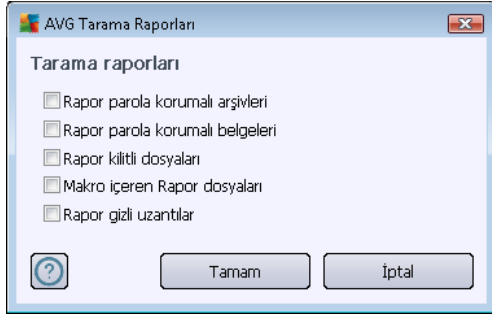 AVG Tarama Raporları
Tarama raporları
Rapor parola korumalı arşivleri
Rapor parola korumalı belgeleri
Rapor kilitli dosyaları
Makro içeren Rapor dosyaları
Rapor gizli uzantılar
?
Tamam
İptal